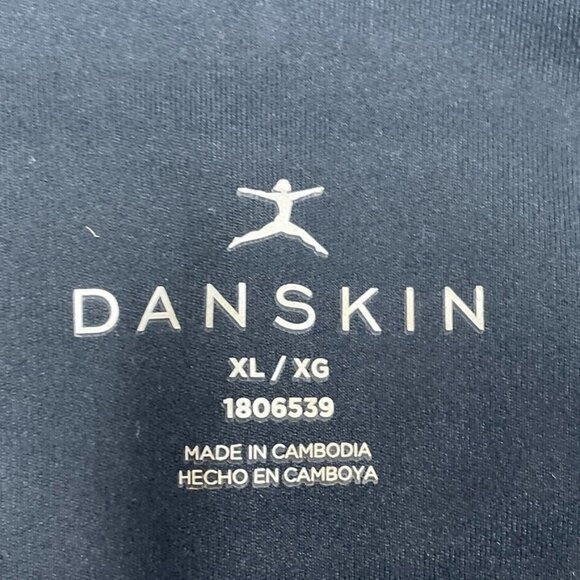 DANSKIN
XL / XG
1806539
MADE IN CAMBODIA
HECHO EN CAMBOYA